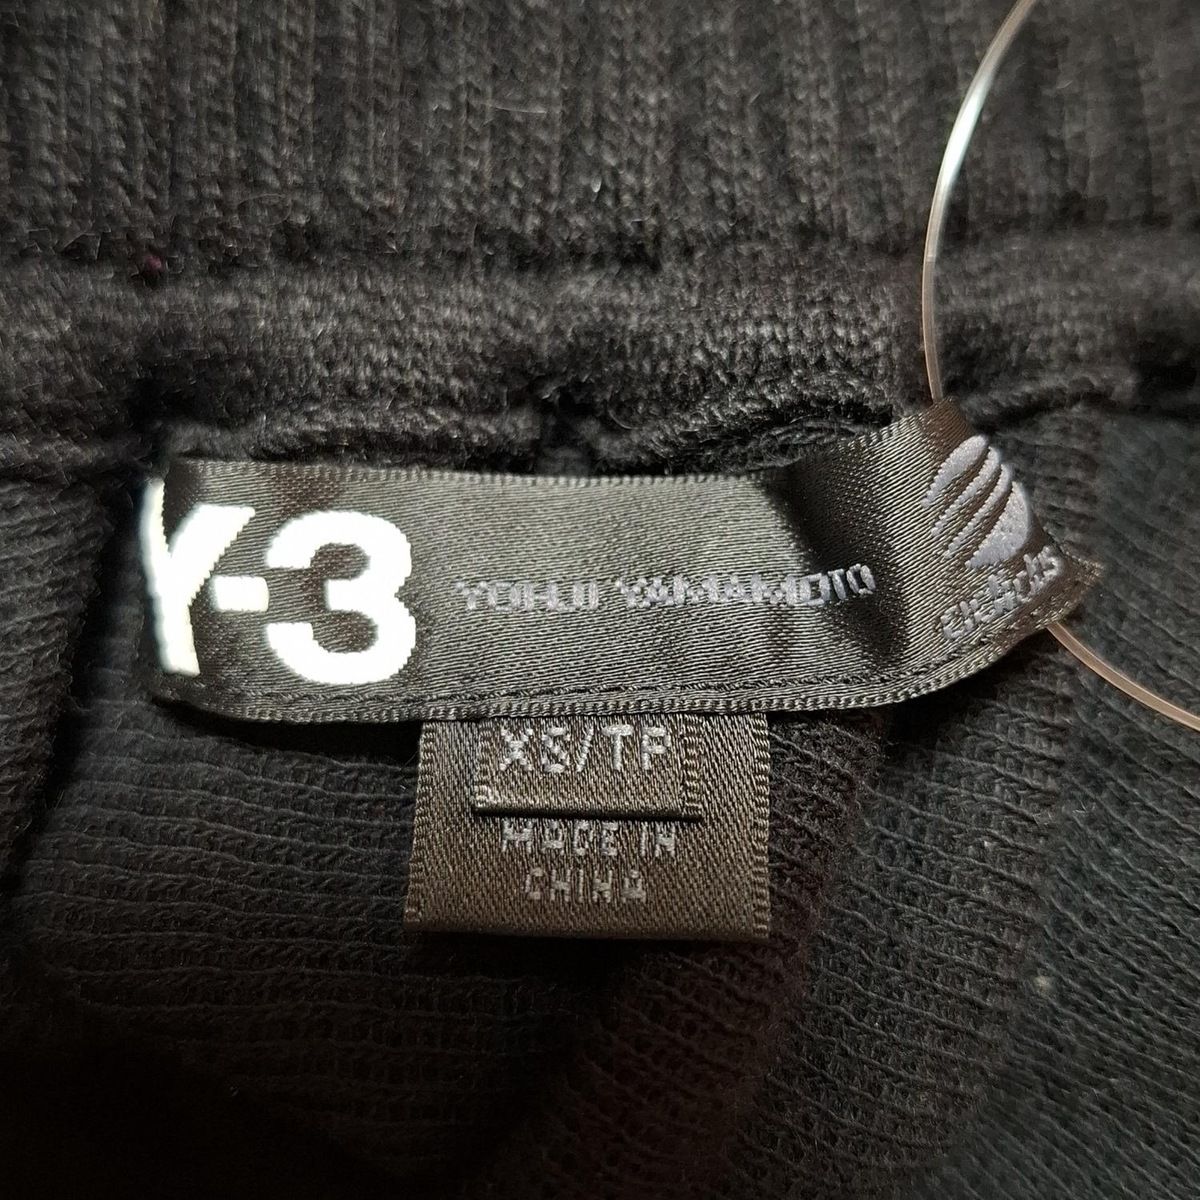 Y-3 YOHJI YAMAMOTO adidas
XS/TP
MADE IN
CHINA